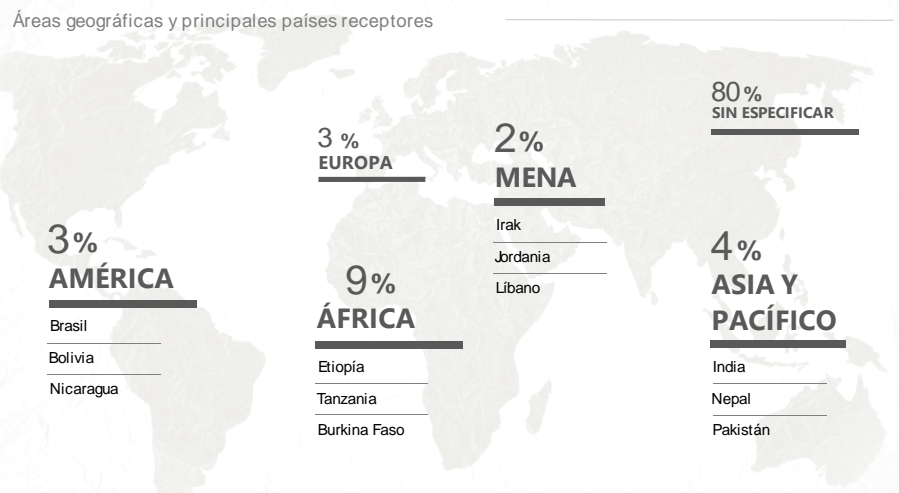 Áreas geográficas y principales países receptores
80 %
SIN ESPECIFICAR
3 %
EUROPA
2 %
MENA
Irak
Jordania
Líbano
3 %
AMÉRICA
Brasil
Bolivia
Nicaragua
9 %
ÁFRICA
Etiopía
Tanzania
Burkina Faso
4 %
ASIA Y
PACÍFICO
India
Nepal
Pakistán